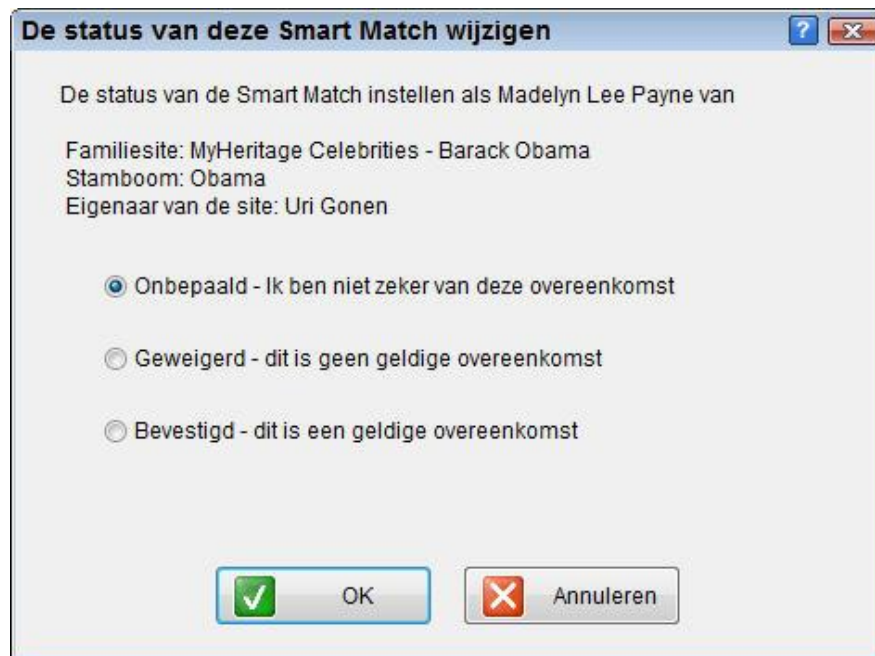 De status van deze Smart Match wijzigen
?
De status van de Smart Match instellen als Madelyn Lee Payne van
Familiesite: MyHeritage Celebrities - Barack Obama
Stamboom: Obama
Eigenaar van de site: Uri Gonen
Onbepaald - Ik ben niet zeker van deze overeenkomst
Geweigerd - dit is geen geldige overeenkomst
Bevestigd - dit is een geldige overeenkomst
OK
Annuleren